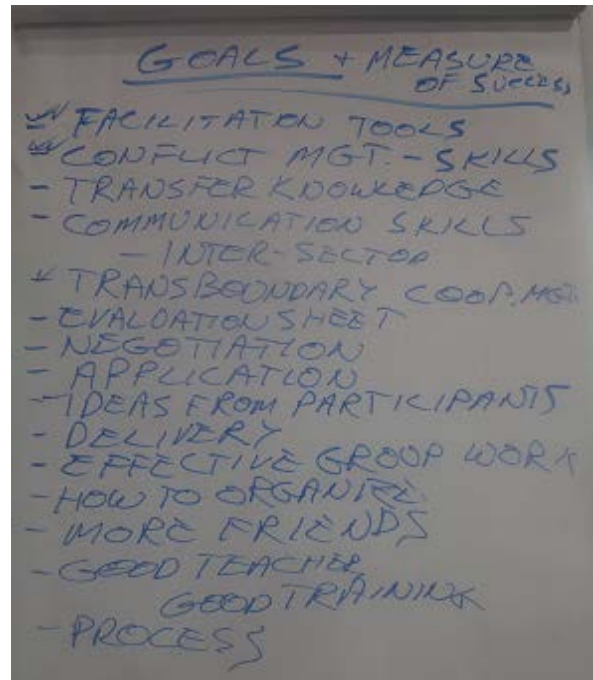 GOALS + MEASURE
OF SUCCESS
- FACILITATION TOOLS
- CONFLICT MGT. - SKILLS
- TRANSFER KNOWLEDGE
- COMMUNICATION SKILLS
- INTER-SECTOR
- TRANSBOUNDARY COOP. MGT.
- EVALUATION SHEET
- NEGOTIATION
- APPLICATION
- IDEAS FROM PARTICIPANTS
- DELIVERY
- EFFECTIVE GROUP WORK
- HOW TO ORGANIZE
- MORE FRIENDS
- GOOD TEACHER
GOOD TRAINING
- PROCESS